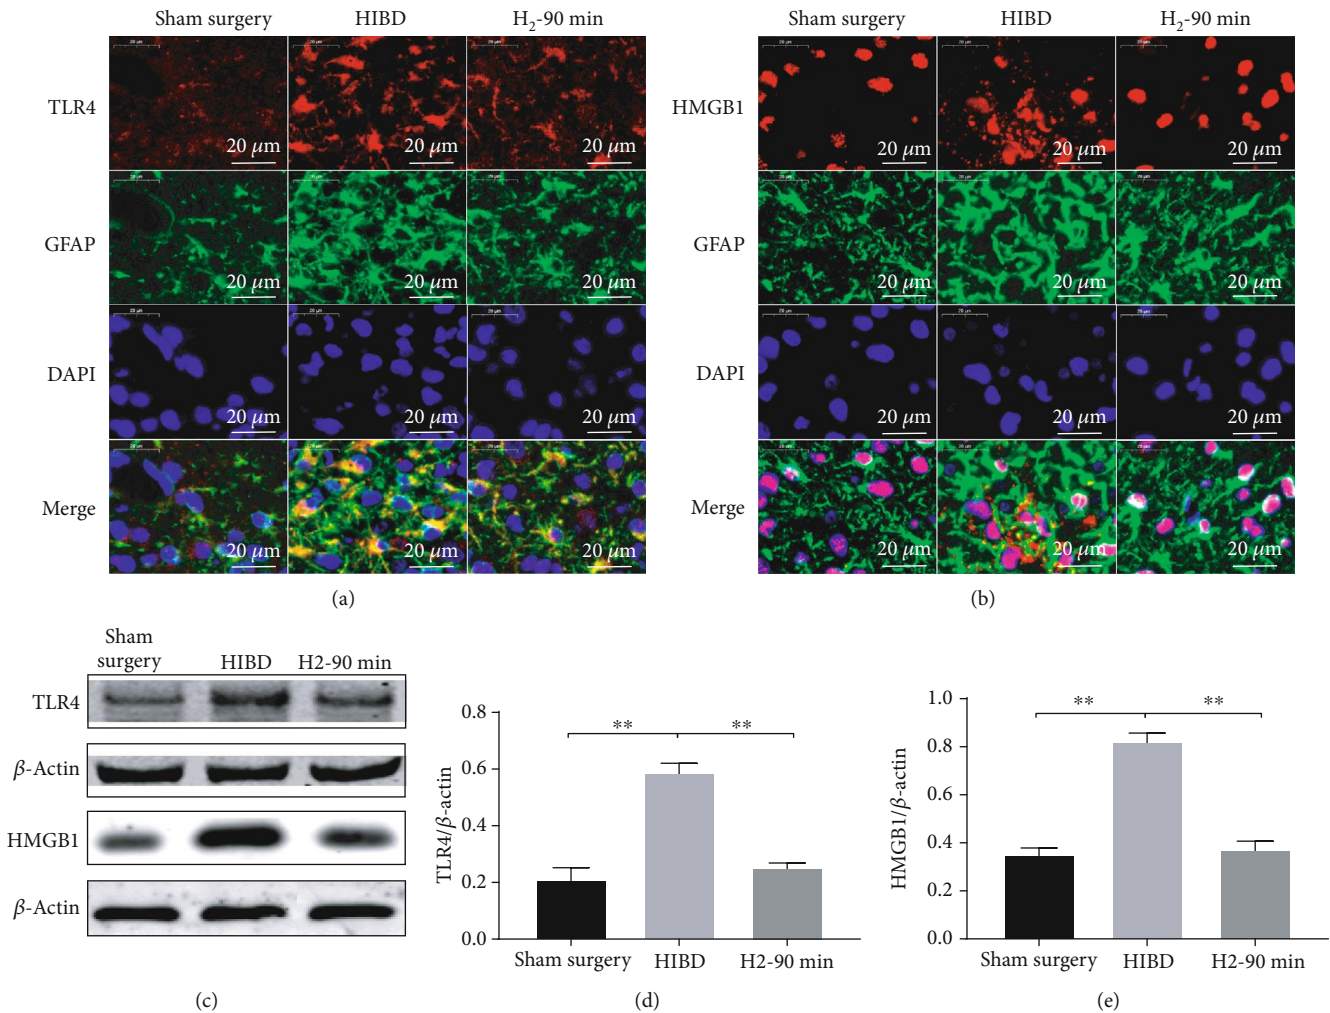 Sham surgery HIBD H₂-90 min
TLR4
20 μm 20 μm 20 μm
GFAP
20 μm 20 μm 20 μm
DAPI
20 μm 20 μm 20 μm
Merge
20 μm 20 μm 20 μm
(a)
Sham surgery HIBD H₂-90 min
HMGB1
20 μm 20 μm 20 μm
GFAP
20 μm 20 μm 20 μm
DAPI
20 μm 20 μm 20 μm
Merge
20 μm 20 μm 20 μm
(b)
Sham
surgery HIBD H2-90 min
TLR4
β-Actin
HMGB1
β-Actin
(c)
TLR4/β-actin
0.8
0.6
0.4
0.2
0.0
** **
Sham surgery HIBD H2-90 min
(d)
HMGB1/β-actin
1.0
0.8
0.6
0.4
0.2
0.0
** **
Sham surgery HIBD H2-90 min
(e)